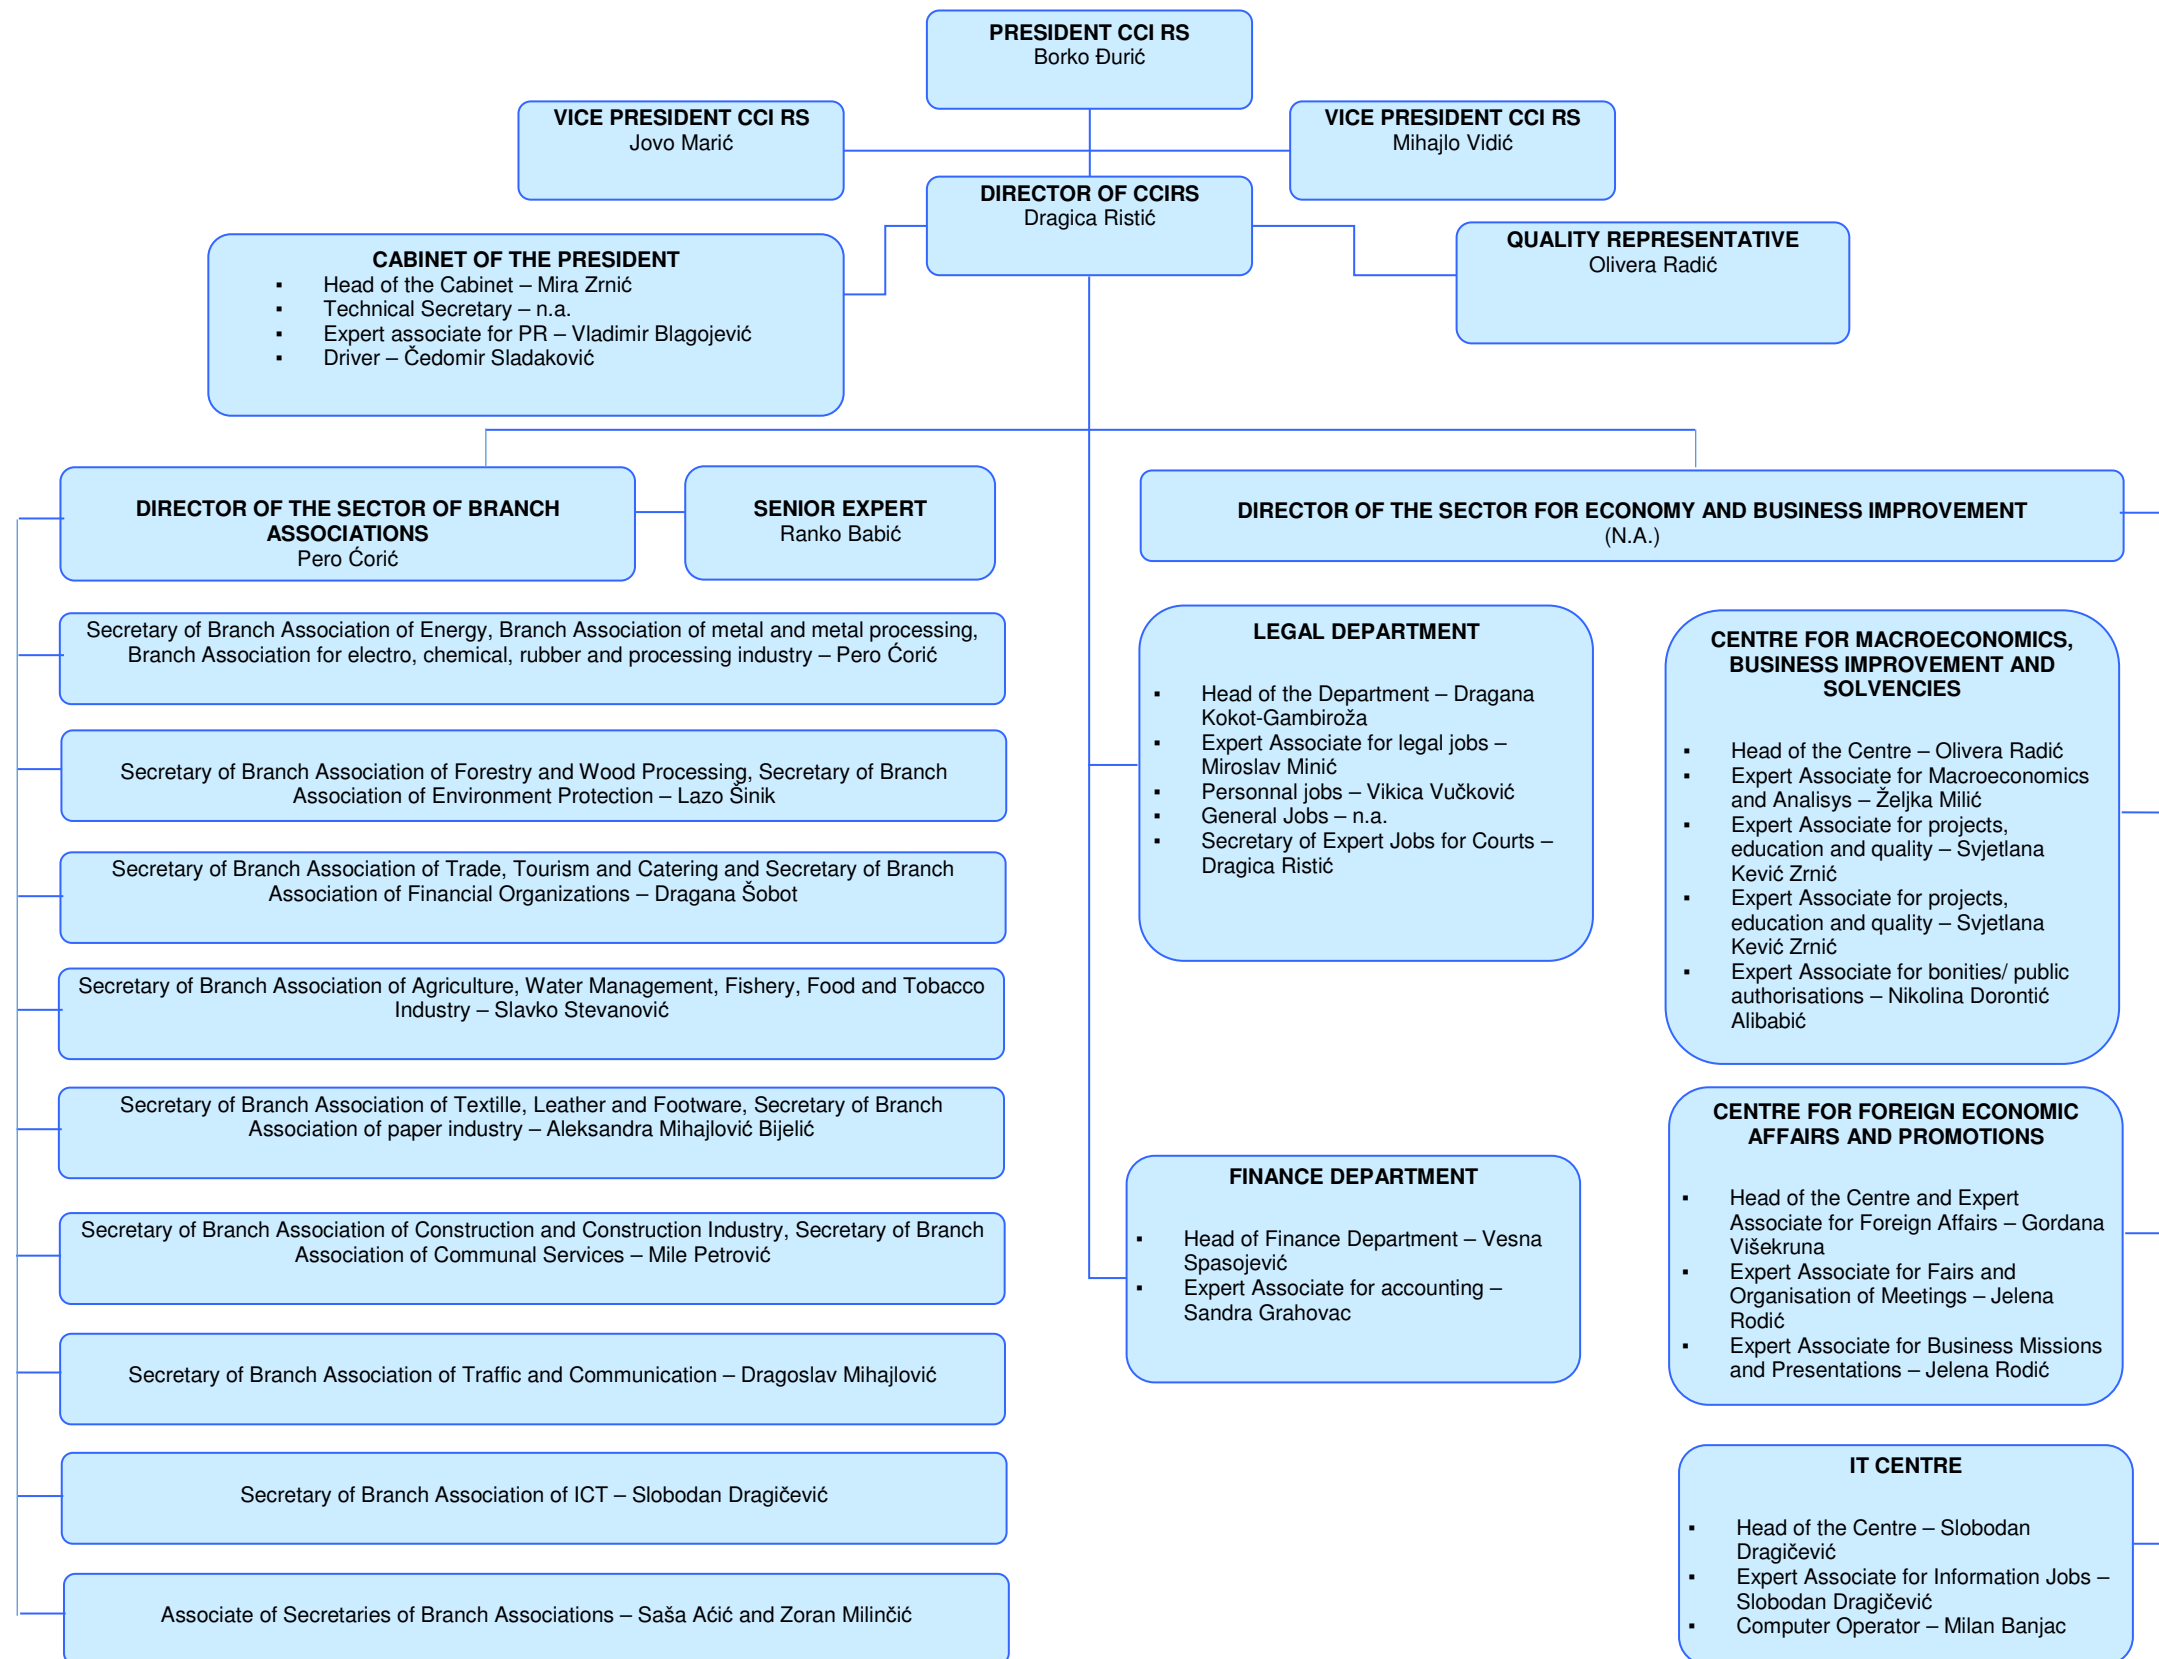 PRESIDENT CCI RS
Borko Đurić
VICE PRESIDENT CCI RS
Jovo Marić
VICE PRESIDENT CCI RS
Mihajlo Vidić
DIRECTOR OF CCIRS
Dragica Ristić
CABINET OF THE PRESIDENT
▪ Head of the Cabinet – Mira Zrnić
▪ Technical Secretary – n.a.
▪ Expert associate for PR – Vladimir Blagojević
▪ Driver – Čedomir Sladaković
QUALITY REPRESENTATIVE
Olivera Radić
DIRECTOR OF THE SECTOR OF BRANCH
ASSOCIATIONS
Pero Ćorić
SENIOR EXPERT
Ranko Babić
DIRECTOR OF THE SECTOR FOR ECONOMY AND BUSINESS IMPROVEMENT
(N.A.)
Secretary of Branch Association of Energy, Branch Association of metal and metal processing,
Branch Association for electro, chemical, rubber and processing industry – Pero Ćorić
Secretary of Branch Association of Forestry and Wood Processing, Secretary of Branch
Association of Environment Protection – Lazo Šinik
Secretary of Branch Association of Trade, Tourism and Catering and Secretary of Branch
Association of Financial Organizations – Dragana Šobot
Secretary of Branch Association of Agriculture, Water Management, Fishery, Food and Tobacco
Industry – Slavko Stevanović
Secretary of Branch Association of Textille, Leather and Footware, Secretary of Branch
Association of paper industry – Aleksandra Mihajlović Bijelić
Secretary of Branch Association of Construction and Construction Industry, Secretary of Branch
Association of Communal Services – Mile Petrović
Secretary of Branch Association of Traffic and Communication – Dragoslav Mihajlović
Secretary of Branch Association of ICT – Slobodan Dragičević
Associate of Secretaries of Branch Associations – Saša Aćić and Zoran Milinčić
LEGAL DEPARTMENT
▪ Head of the Department – Dragana
Kokot-Gambiroža
▪ Expert Associate for legal jobs –
Miroslav Minić
▪ Personnal jobs – Vikica Vučković
▪ General Jobs – n.a.
▪ Secretary of Expert Jobs for Courts –
Dragica Ristić
FINANCE DEPARTMENT
▪ Head of Finance Department – Vesna
Spasojević
▪ Expert Associate for accounting –
Sandra Grahovac
CENTRE FOR MACROECONOMICS,
BUSINESS IMPROVEMENT AND
SOLVENCIES
▪ Head of the Centre – Olivera Radić
▪ Expert Associate for Macroeconomics
and Analisys – Željka Milić
▪ Expert Associate for projects,
education and quality – Svjetlana
Kević Zrnić
▪ Expert Associate for projects,
education and quality – Svjetlana
Kević Zrnić
▪ Expert Associate for bonities/ public
authorisations – Nikolina Dorontić
Alibabić
CENTRE FOR FOREIGN ECONOMIC
AFFAIRS AND PROMOTIONS
▪ Head of the Centre and Expert
Associate for Foreign Affairs – Gordana
Višekruna
▪ Expert Associate for Fairs and
Organisation of Meetings – Jelena
Rodić
▪ Expert Associate for Business Missions
and Presentations – Jelena Rodić
IT CENTRE
▪ Head of the Centre – Slobodan
Dragičević
▪ Expert Associate for Information Jobs –
Slobodan Dragičević
▪ Computer Operator – Milan Banjac